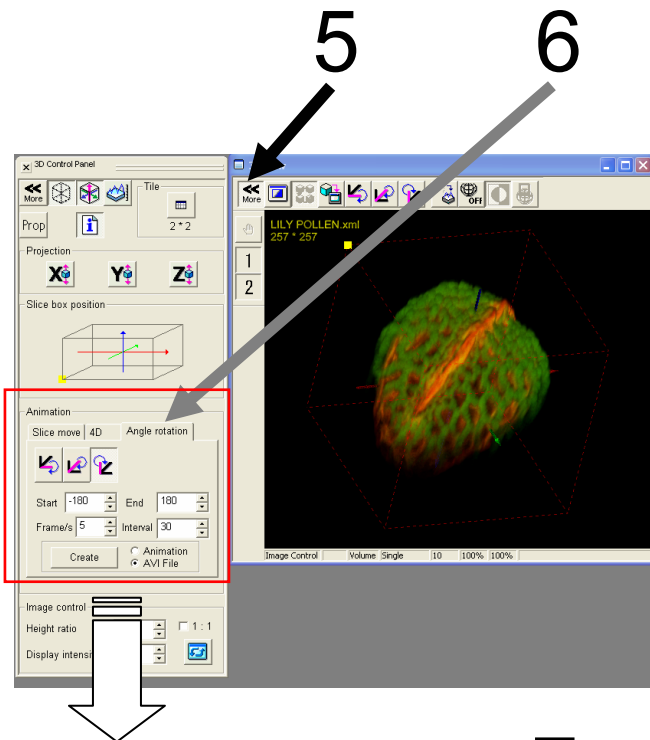 5 6
3D Control Panel
More
Tile
2 * 2
Prop
Projection
X Y Z
Slice box position
Animation
Slice move 4D Angle rotation
Start -180 End 180
Frame/s 5 Interval 30
Create Animation
AVI File
Image control
Height ratio 1 : 1
Display intensi
More OFF
LILY POLLEN.xml
257 * 257
1
2
Image Control Volume Single 10 100% 100%